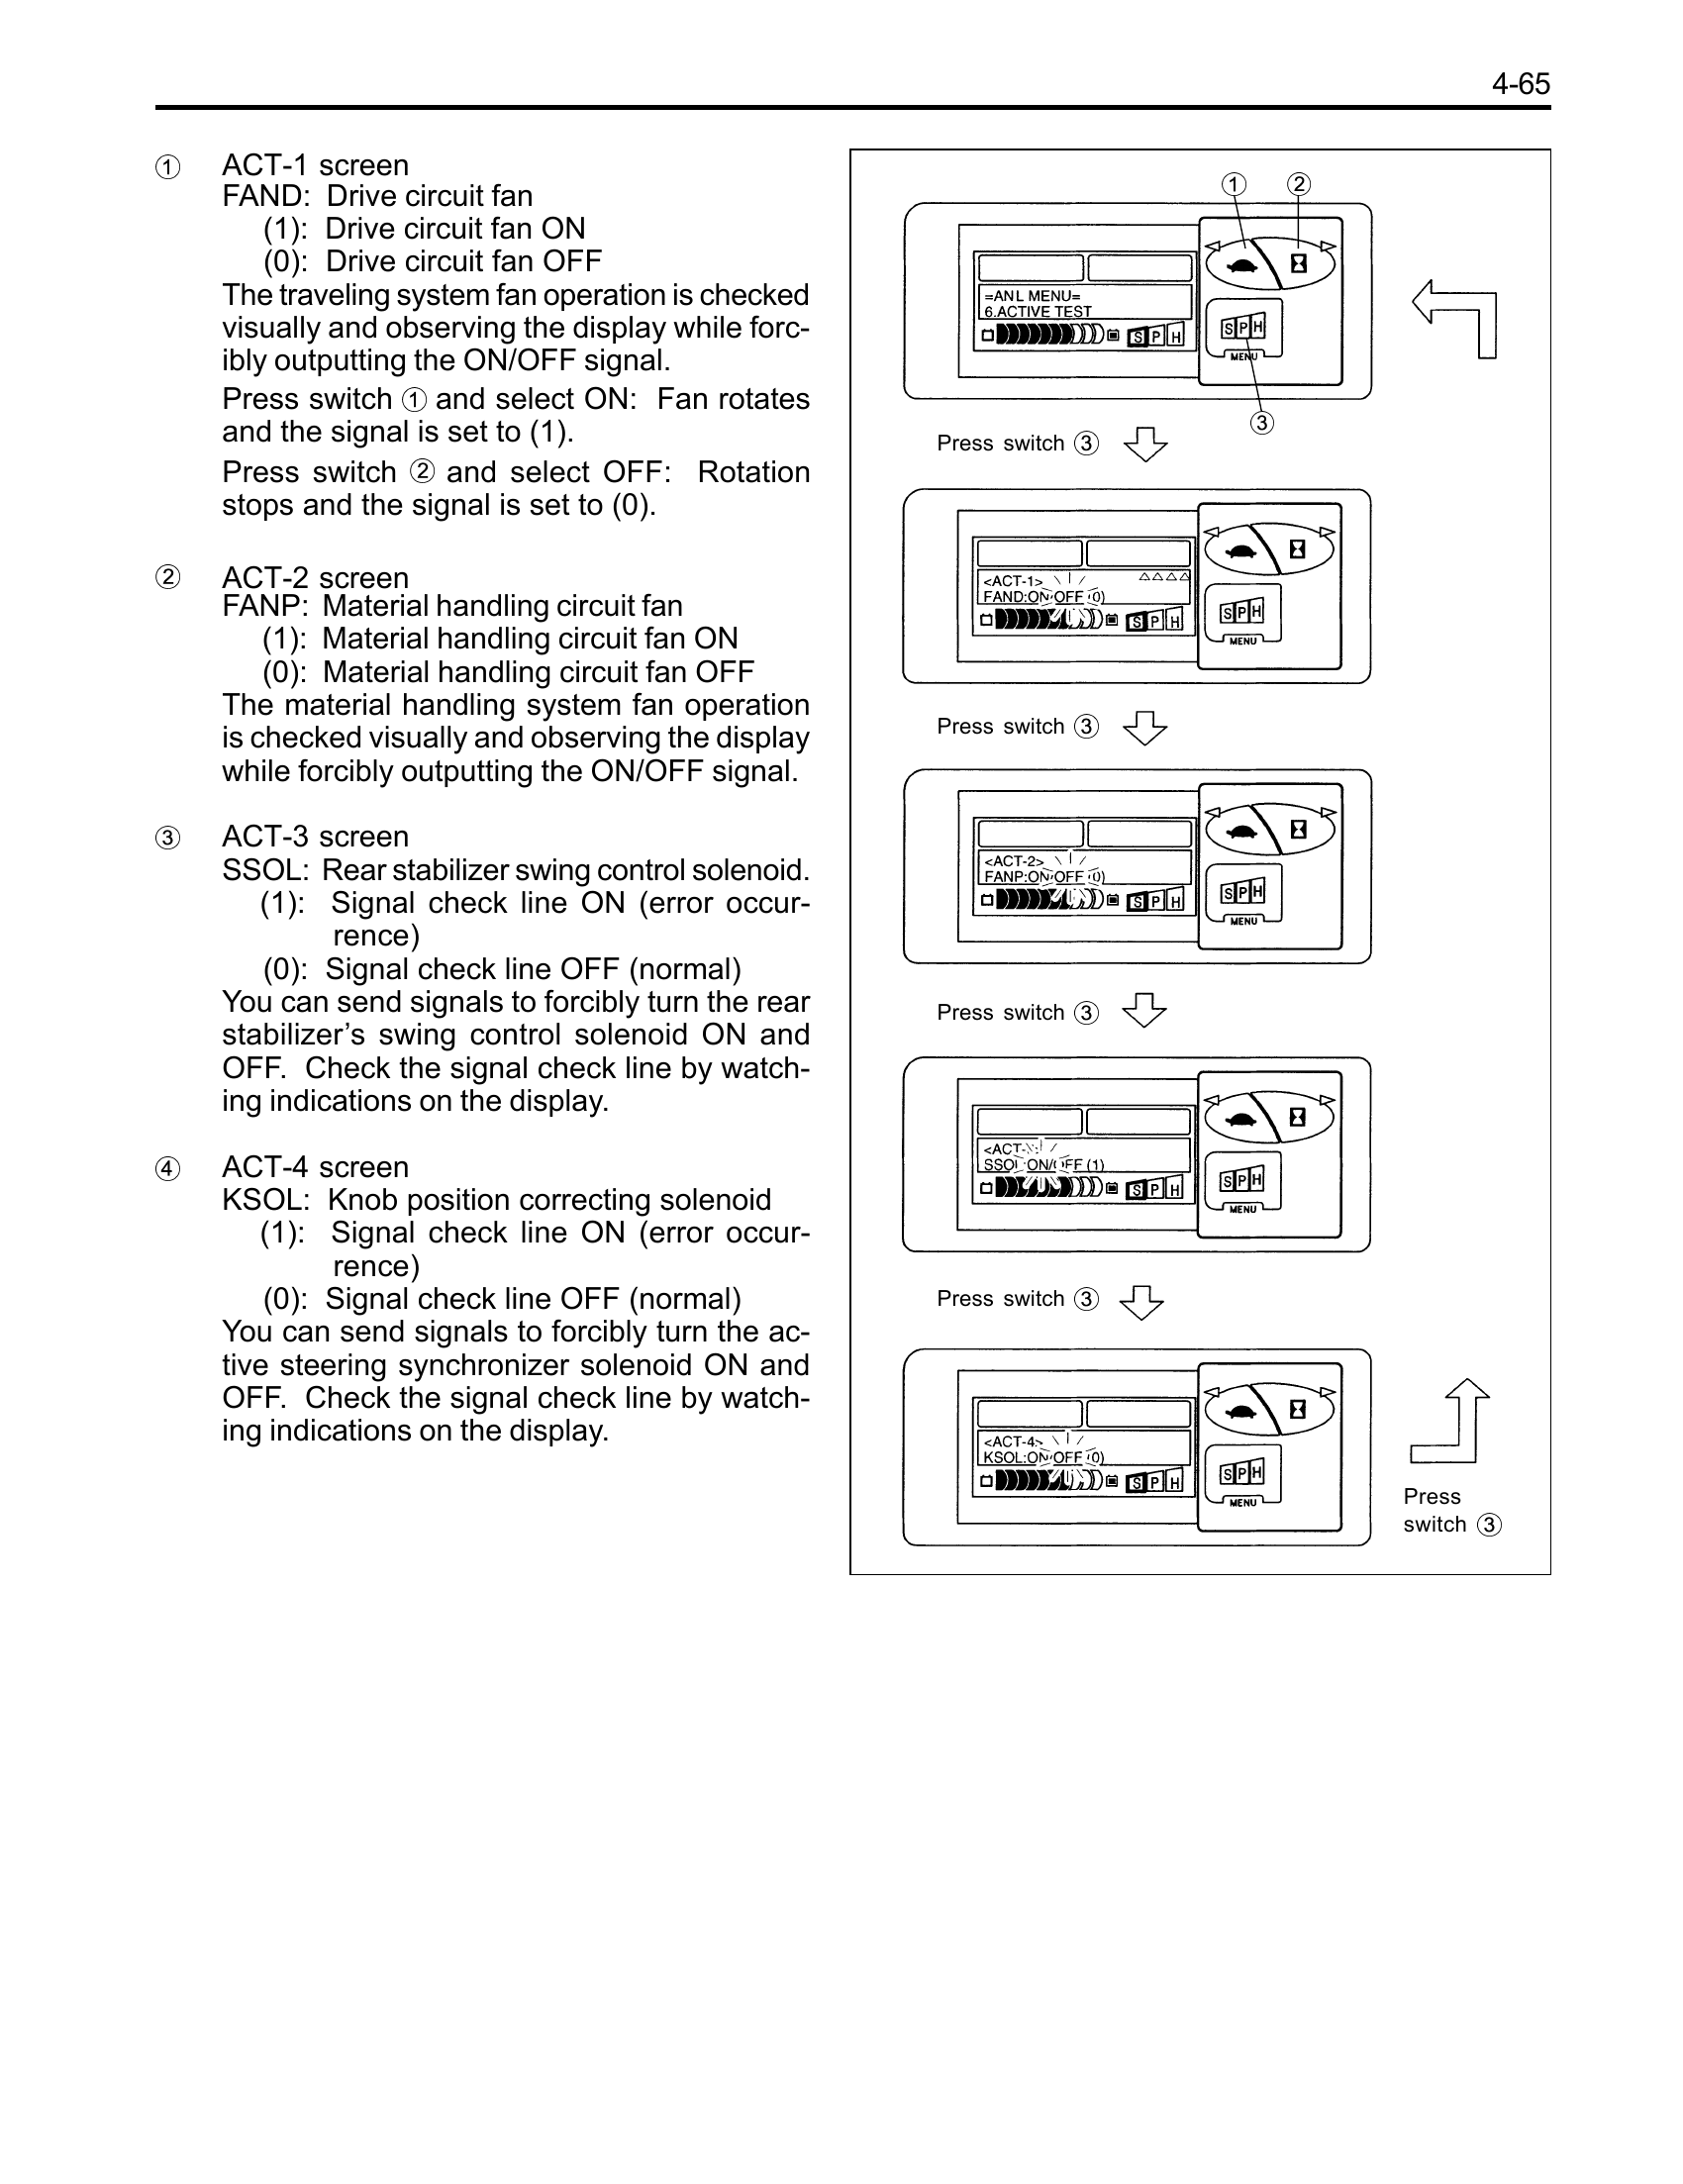 4-65
① ACT-1 screen
FAND: Drive circuit fan
(1): Drive circuit fan ON
(0): Drive circuit fan OFF
The traveling system fan operation is checked
visually and observing the display while forc-
ibly outputting the ON/OFF signal.
Press switch ① and select ON: Fan rotates
and the signal is set to (1).
Press switch ② and select OFF: Rotation
stops and the signal is set to (0).
② ACT-2 screen
FANP: Material handling circuit fan
(1): Material handling circuit fan ON
(0): Material handling circuit fan OFF
The material handling system fan operation
is checked visually and observing the display
while forcibly outputting the ON/OFF signal.
③ ACT-3 screen
SSOL: Rear stabilizer swing control solenoid.
(1): Signal check line ON (error occur-
rence)
(0): Signal check line OFF (normal)
You can send signals to forcibly turn the rear
stabilizer’s swing control solenoid ON and
OFF. Check the signal check line by watch-
ing indications on the display.
④ ACT-4 screen
KSOL: Knob position correcting solenoid
(1): Signal check line ON (error occur-
rence)
(0): Signal check line OFF (normal)
You can send signals to forcibly turn the ac-
tive steering synchronizer solenoid ON and
OFF. Check the signal check line by watch-
ing indications on the display.
① ②
=ANL MENU=
6.ACTIVE TEST
S P H
S P H
MENU
③
Press switch ③
<ACT-1>
FAND:ON/OFF (0)
S P H
S P H
MENU
Press switch ③
<ACT-2>
FANP:ON/OFF (0)
S P H
S P H
MENU
Press switch ③
SSOL:ON/OFF (1)
S P H
S P H
MENU
Press switch ③
<ACT-4>
KSOL:ON/OFF (0)
S P H
S P H
MENU
Press
switch ③